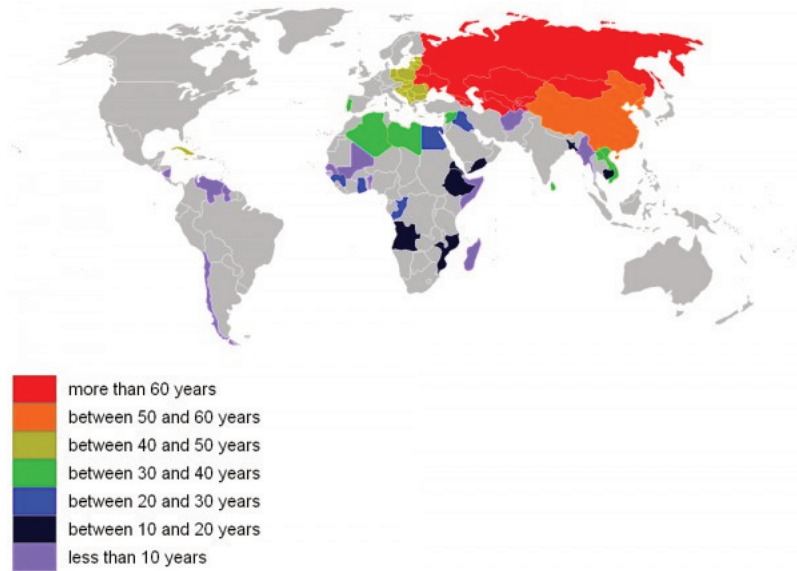 more than 60 years
between 50 and 60 years
between 40 and 50 years
between 30 and 40 years
between 20 and 30 years
between 10 and 20 years
less than 10 years